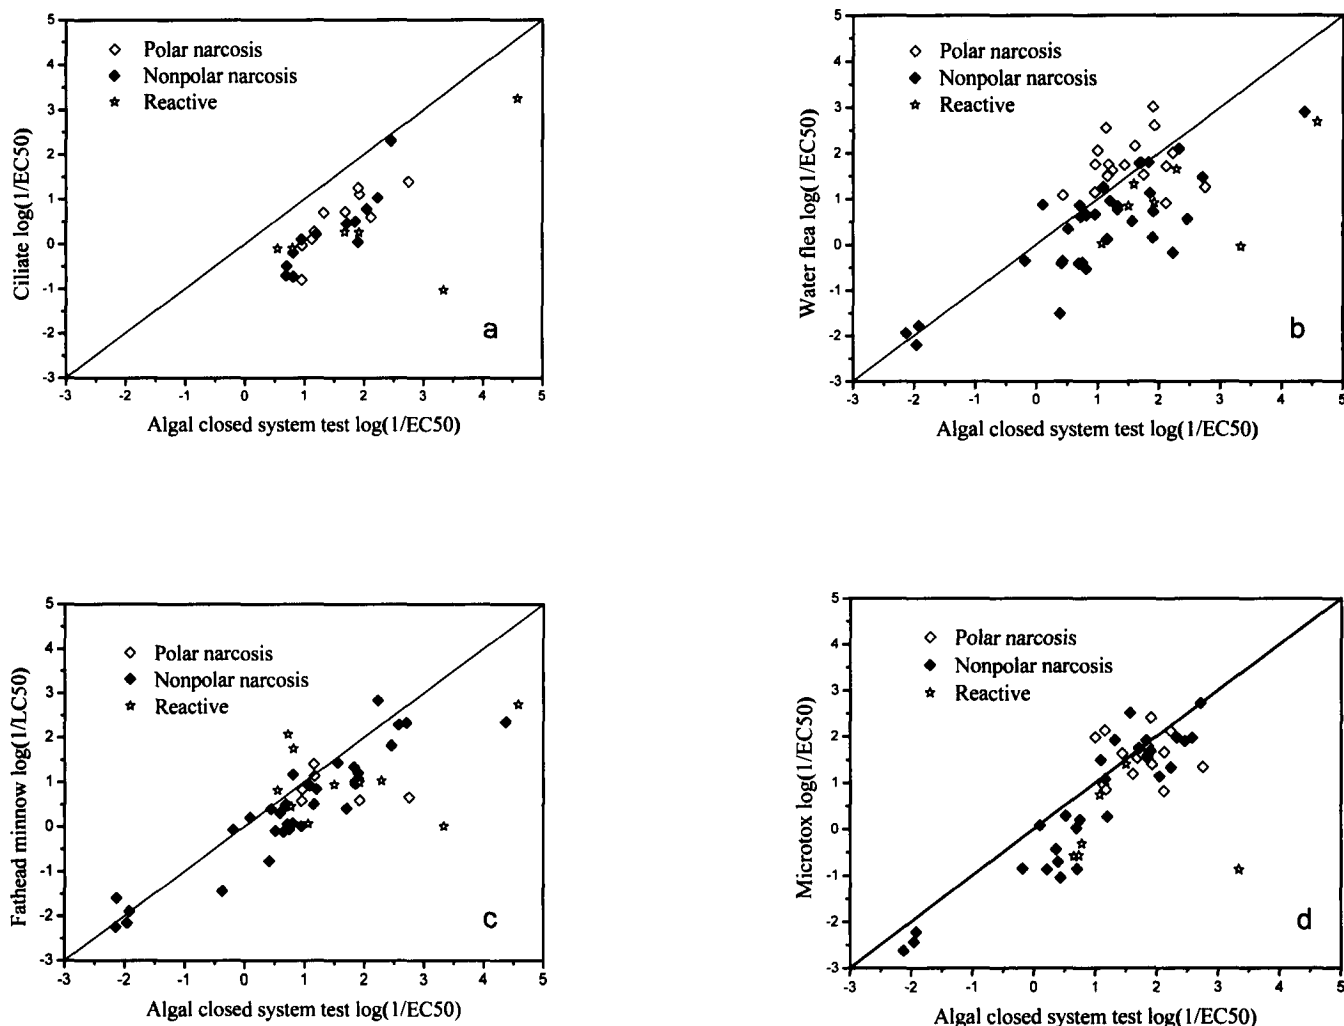 5
4
3
2
1
0
-1
-2
-3
-3 -2 -1 0 1 2 3 4 5
Ciliate log(1/EC50)
Polar narcosis
Nonpolar narcosis
Reactive
a
Algal closed system test log(1/EC50)
5
4
3
2
1
0
-1
-2
-3
-3 -2 -1 0 1 2 3 4 5
Water flea log(1/EC50)
Polar narcosis
Nonpolar narcosis
Reactive
b
Algal closed system test log(1/EC50)
5
4
3
2
1
0
-1
-2
-3
-3 -2 -1 0 1 2 3 4 5
Fathead minnow log(1/LC50)
Polar narcosis
Nonpolar narcosis
Reactive
c
Algal closed system test log(1/EC50)
5
4
3
2
1
0
-1
-2
-3
-3 -2 -1 0 1 2 3 4 5
Microtox log(1/EC50)
Polar narcosis
Nonpolar narcosis
Reactive
d
Algal closed system test log(1/EC50)